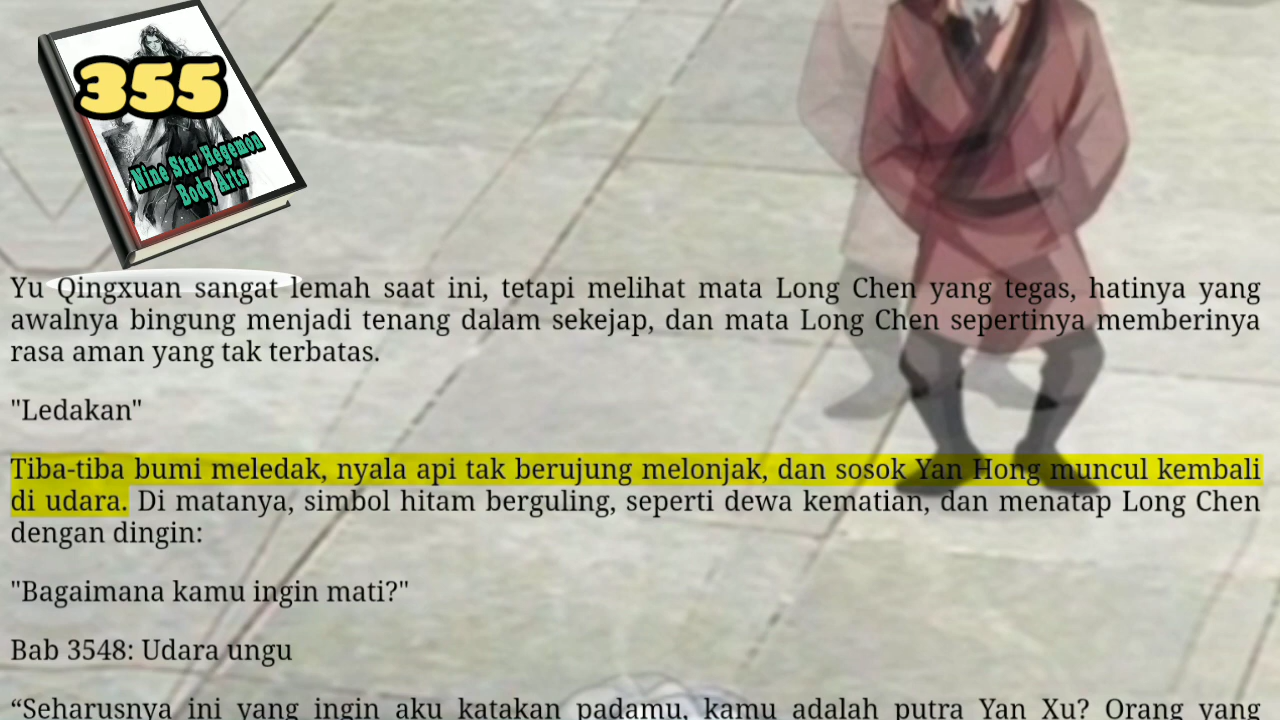 355
Nine Star Hegemon
Body Arts
Yu Qingxuan sangat lemah saat ini, tetapi melihat mata Long Chen yang tegas, hatinya yang
awalnya bingung menjadi tenang dalam sekejap, dan mata Long Chen sepertinya memberinya
rasa aman yang tak terbatas.
"Ledakan"
Tiba-tiba bumi meledak, nyala api tak berujung melonjak, dan sosok Yan Hong muncul kembali
di udara. Di matanya, simbol hitam berguling, seperti dewa kematian, dan menatap Long Chen
dengan dingin:
"Bagaimana kamu ingin mati?"
Bab 3548: Udara ungu
“Seharusnya ini yang ingin aku katakan padamu, kamu adalah putra Yan Xu? Orang yang